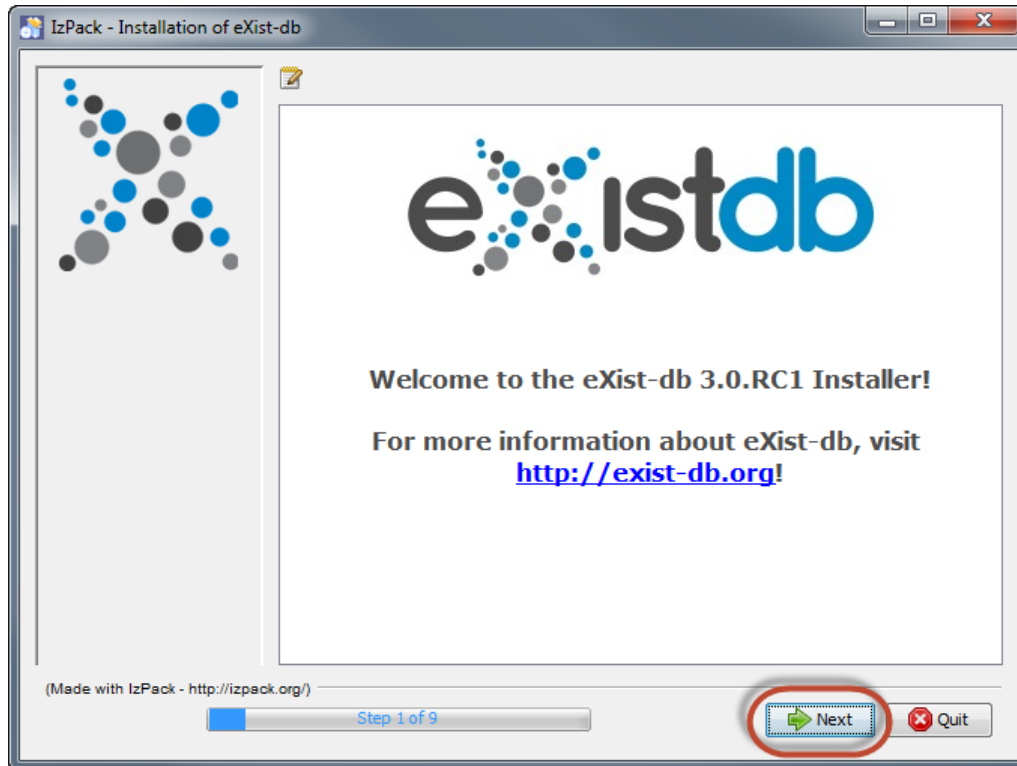 IzPack - Installation of eXist-db
eXistdb
Welcome to the eXist-db 3.0.RC1 Installer!
For more information about eXist-db, visit
http://exist-db.org!
(Made with IzPack - http://izpack.org/)
Step 1 of 9
Next
Quit